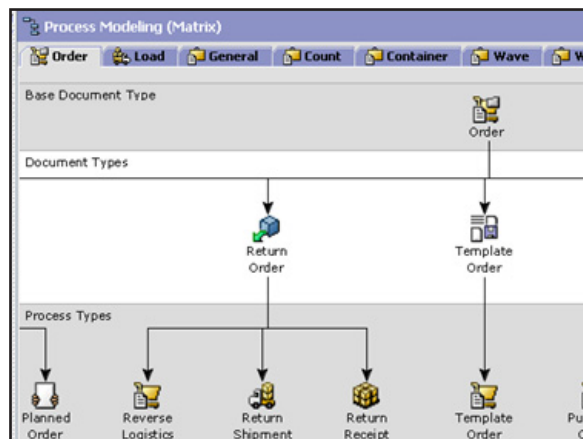 Process Modeling (Matrix)
Order Load General Count Container Wave W
Base Document Type
Order
Document Types
Return Order
Template Order
Process Types
Planned Order
Reverse Logistics
Return Shipment
Return Receipt
Template Order